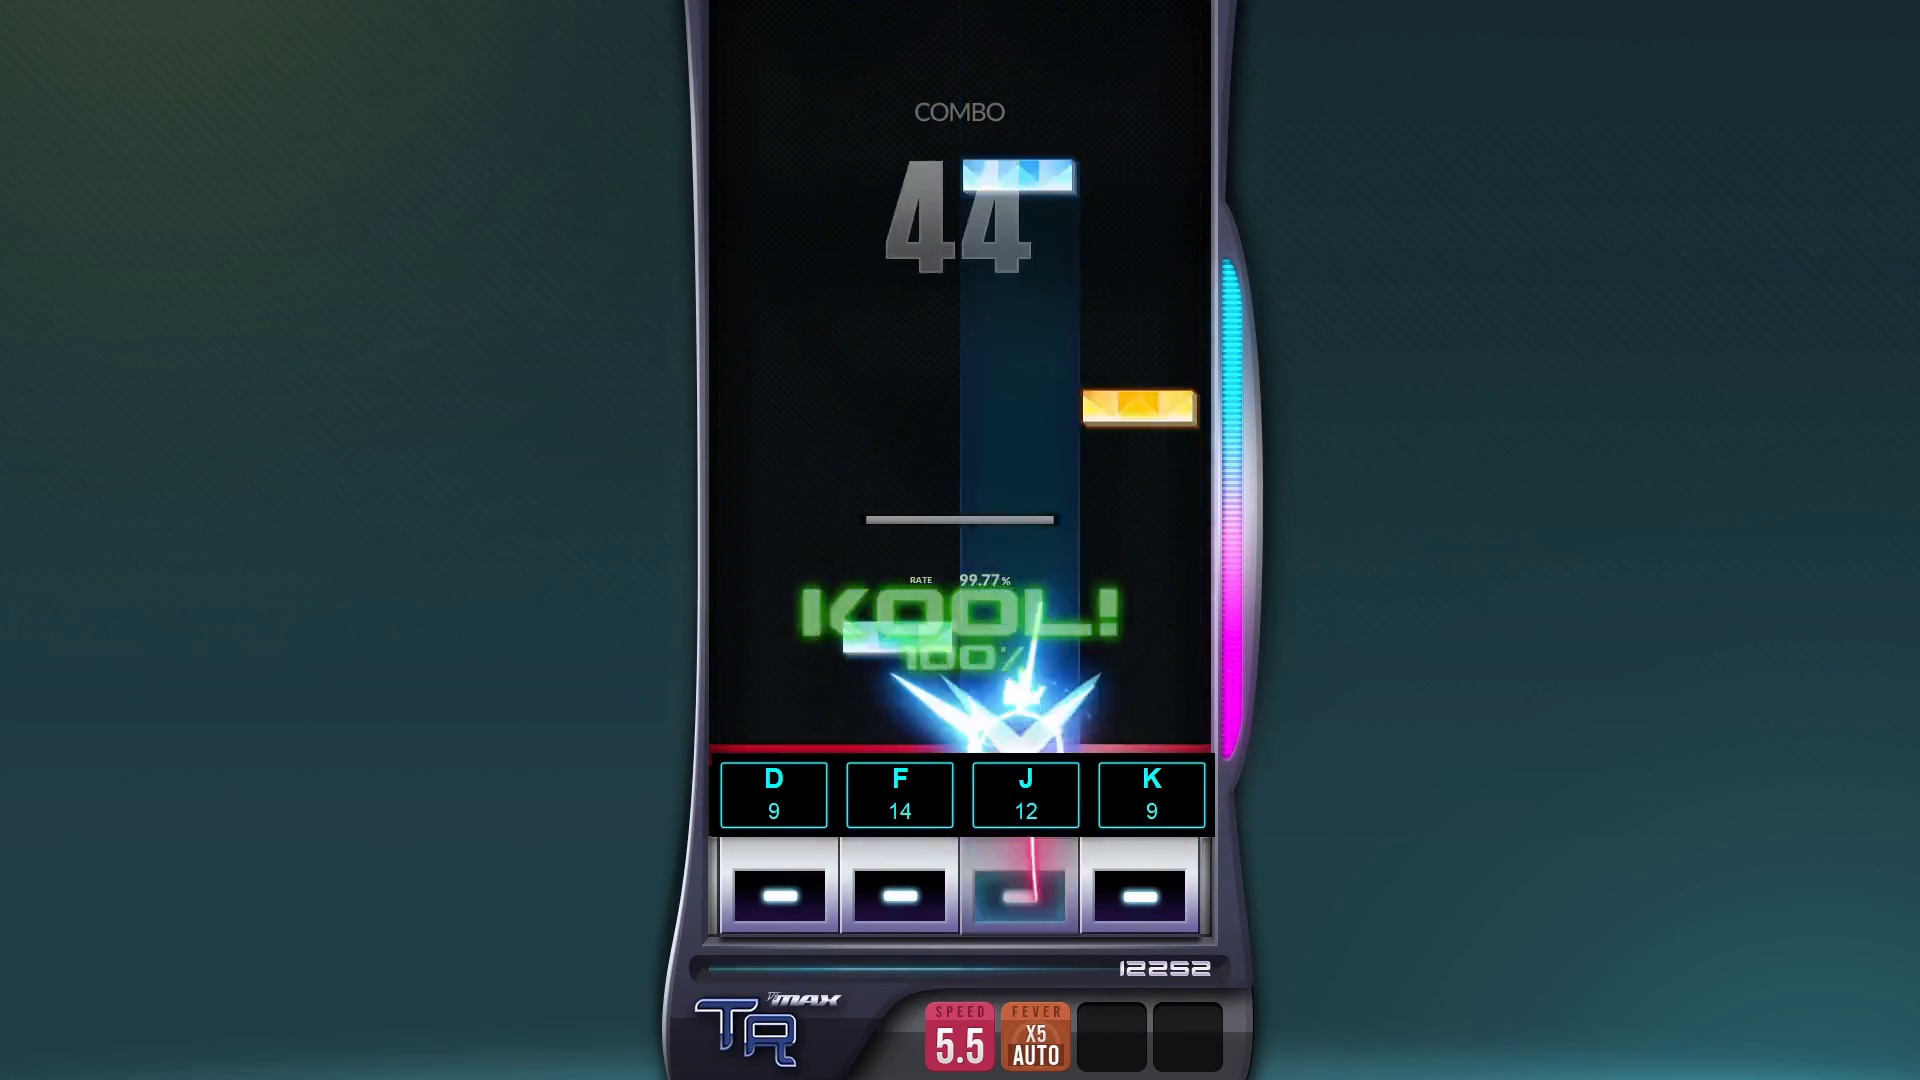 COMBO
44
RATE 99.77%
KOOL!
100%
D F J K
9 14 12 9
12252
TR DJMAX
SPEED FEVER
5.5 X5
AUTO